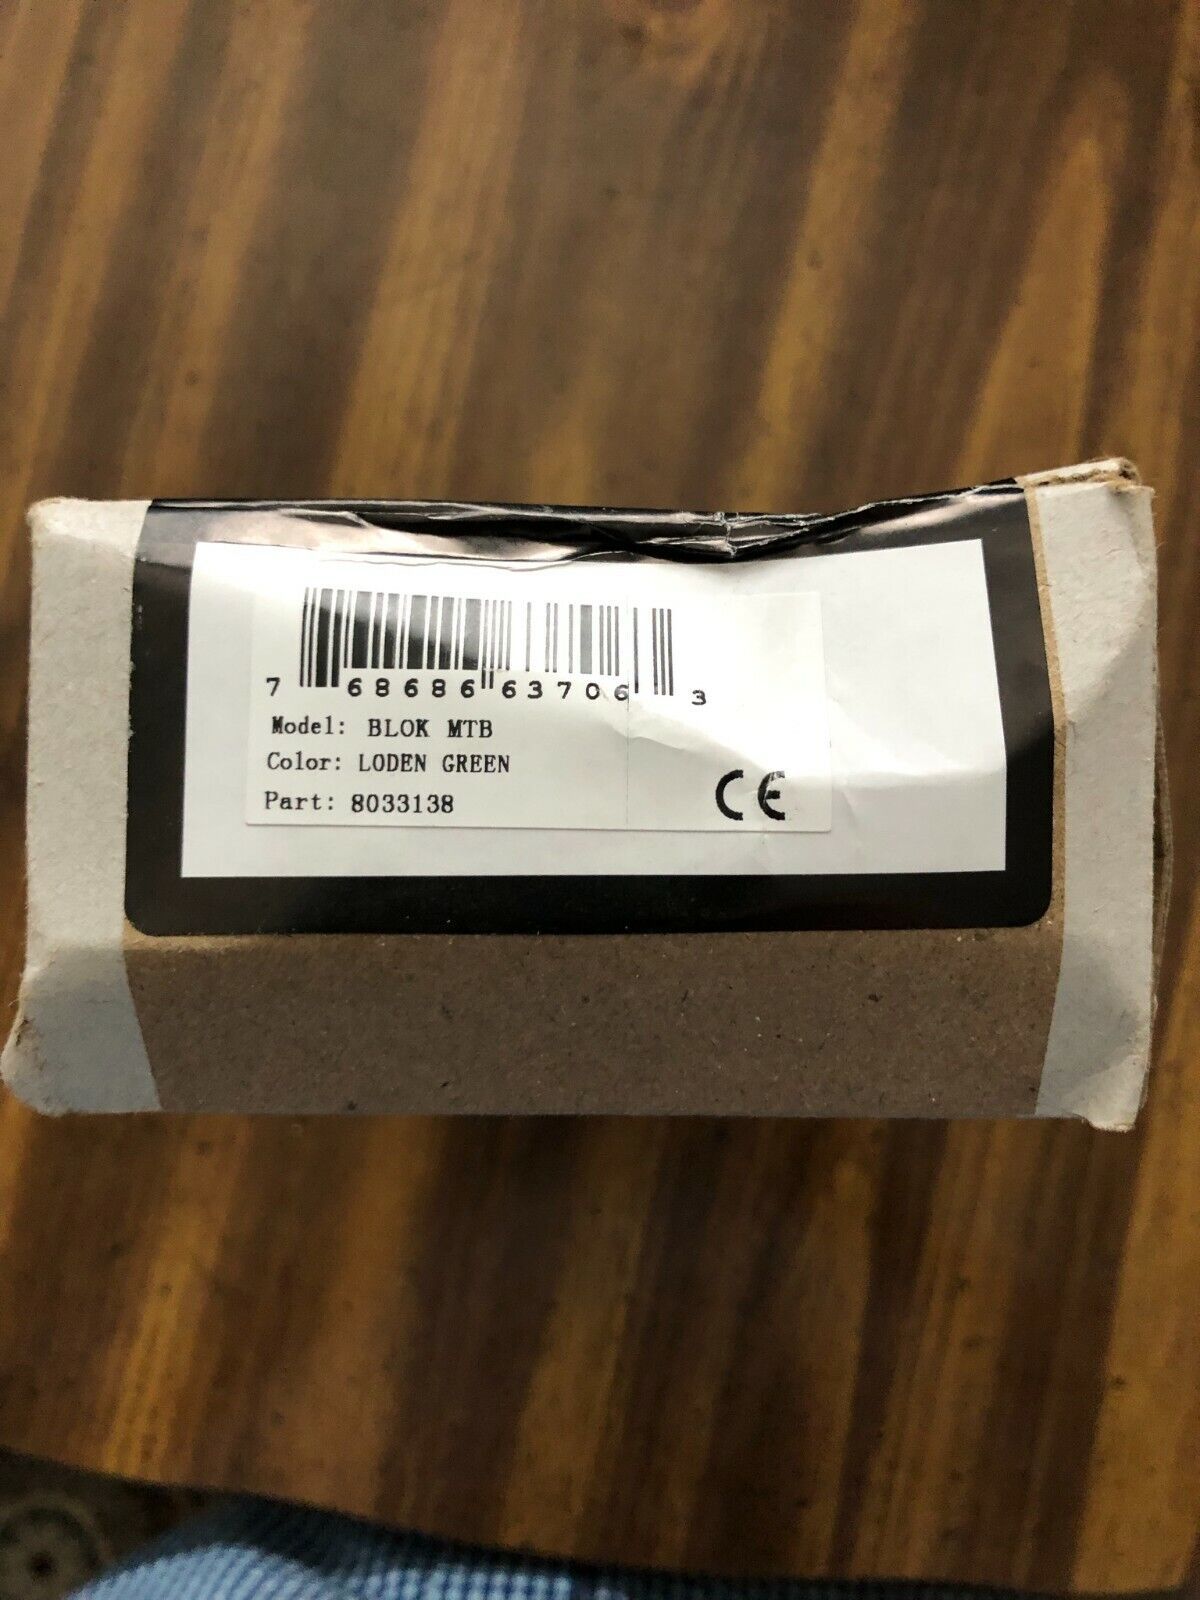 7 68686 63706 3
Model: BLOK MTB
Color: LODEN GREEN
Part: 8033138
CE